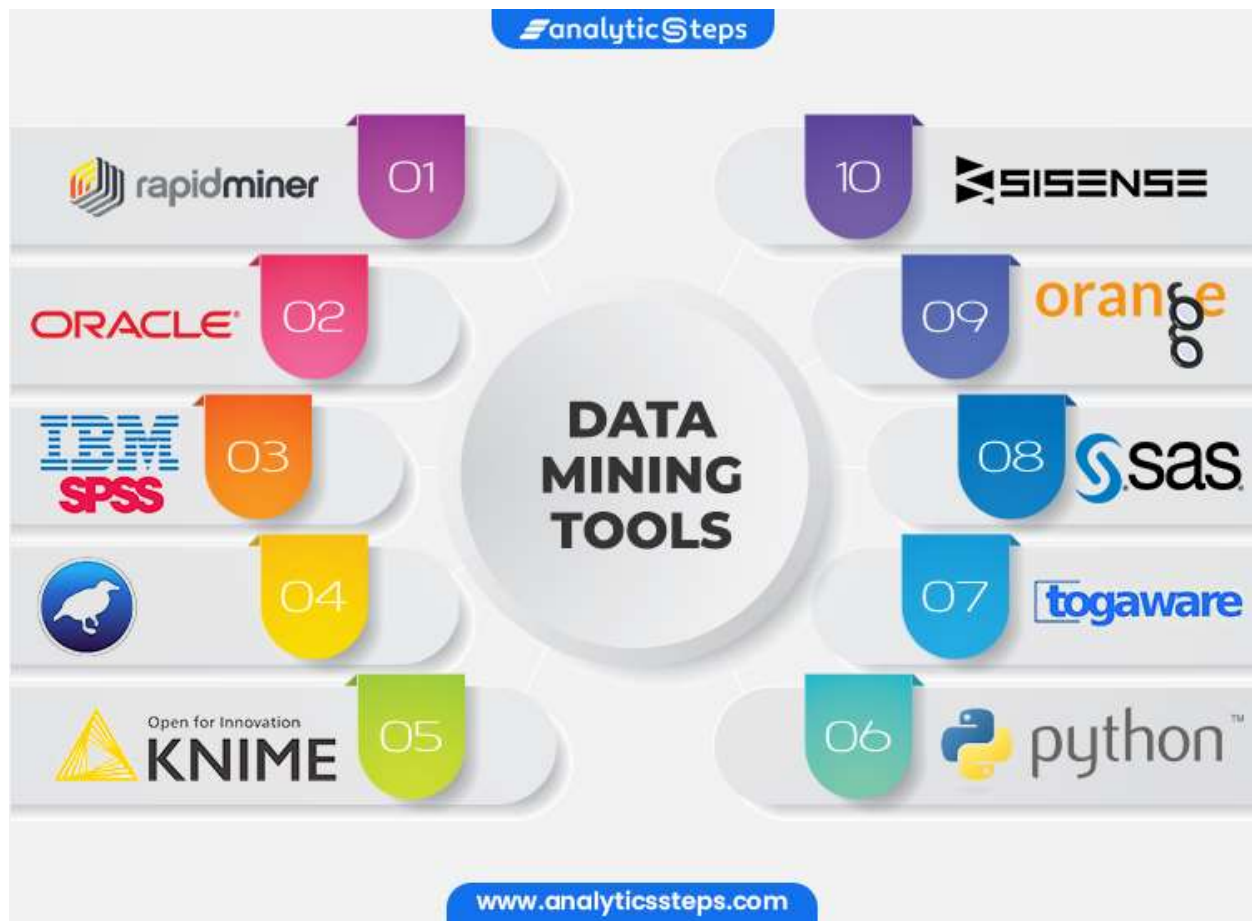 analyticSteps
rapidminer
01
ORACLE®
02
IBM
SPSS
03
04
Open for Innovation
KNIME
05
DATA
MINING
TOOLS
10
SISENSE
09
orange
08
sas
07
togaware
06
python™
www.analyticssteps.com